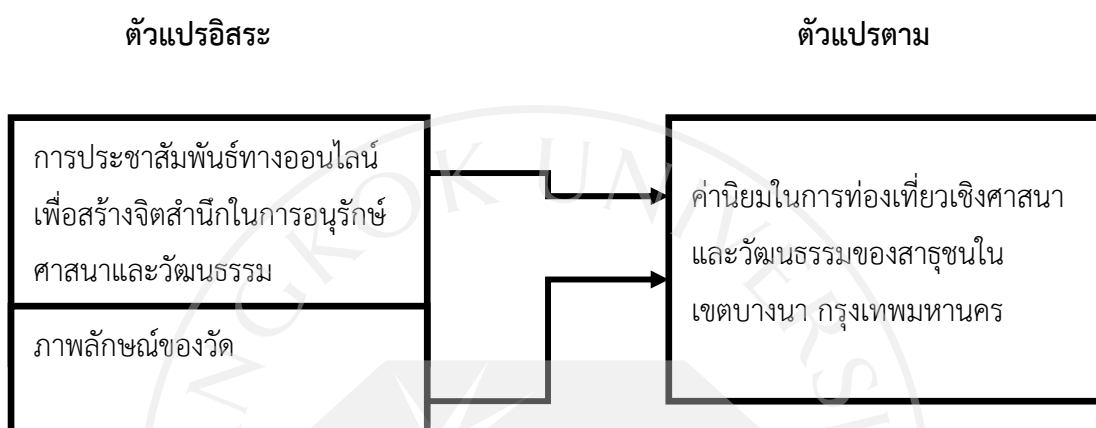 ตัวแปรอิสระ
ตัวแปรตาม
การประชาสัมพันธ์ทางออนไลน์
เพื่อสร้างจิตสำนึกในการอนุรักษ์
ศาสนาและวัฒนธรรม
ภาพลักษณ์ของวัด
ค่านิยมในการท่องเที่ยวเชิงศาสนา
และวัฒนธรรมของสาธุชนใน
เขตบางนา กรุงเทพมหานคร
NGKOK UNIVERSI